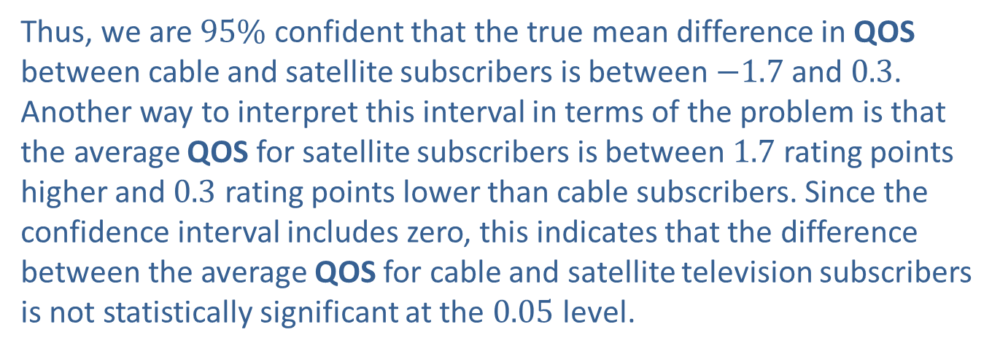 Thus, we are 95% confident that the true mean difference in QOS
between cable and satellite subscribers is between −1.7 and 0.3.
Another way to interpret this interval in terms of the problem is that
the average QOS for satellite subscribers is between 1.7 rating points
higher and 0.3 rating points lower than cable subscribers. Since the
confidence interval includes zero, this indicates that the difference
between the average QOS for cable and satellite television subscribers
is not statistically significant at the 0.05 level.